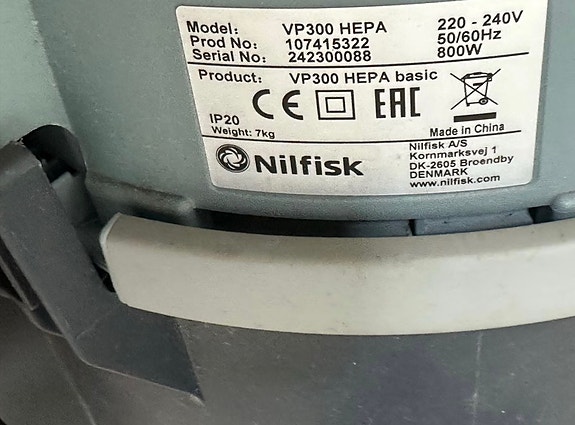 Model: VP300 HEPA 220 - 240V
Prod No: 107415322 50/60Hz
Serial No: 242300088 800W
Product: VP300 HEPA basic
IP20 CE EAC
Weight: 7kg Made in China
Nilfisk
Nilfisk A/S
Kornmarksvej 1
DK-2605 Broendby
DENMARK
www.nilfisk.com